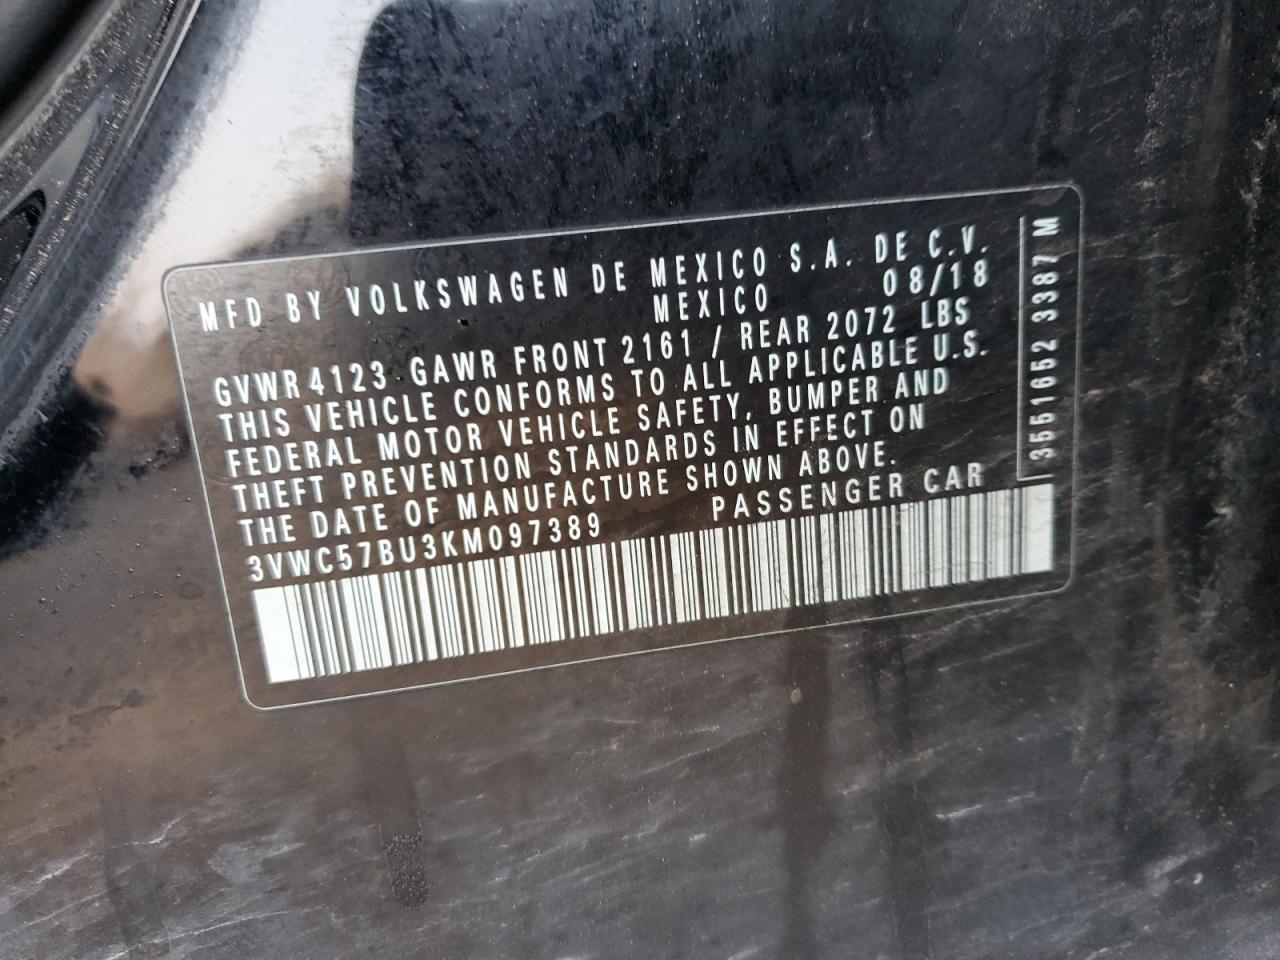 MFD BY VOLKSWAGEN DE MEXICO S.A. DE C.V.
MEXICO 08/18
GVWR 4123 GAWR FRONT 2161 / REAR 2072 LBS
THIS VEHICLE CONFORMS TO ALL APPLICABLE U.S.
FEDERAL MOTOR VEHICLE SAFETY, BUMPER AND
THEFT PREVENTION STANDARDS IN EFFECT ON
THE DATE OF MANUFACTURE SHOWN ABOVE.
3VWC57BU3KM097389 PASSENGER CAR
3551652 3387 M